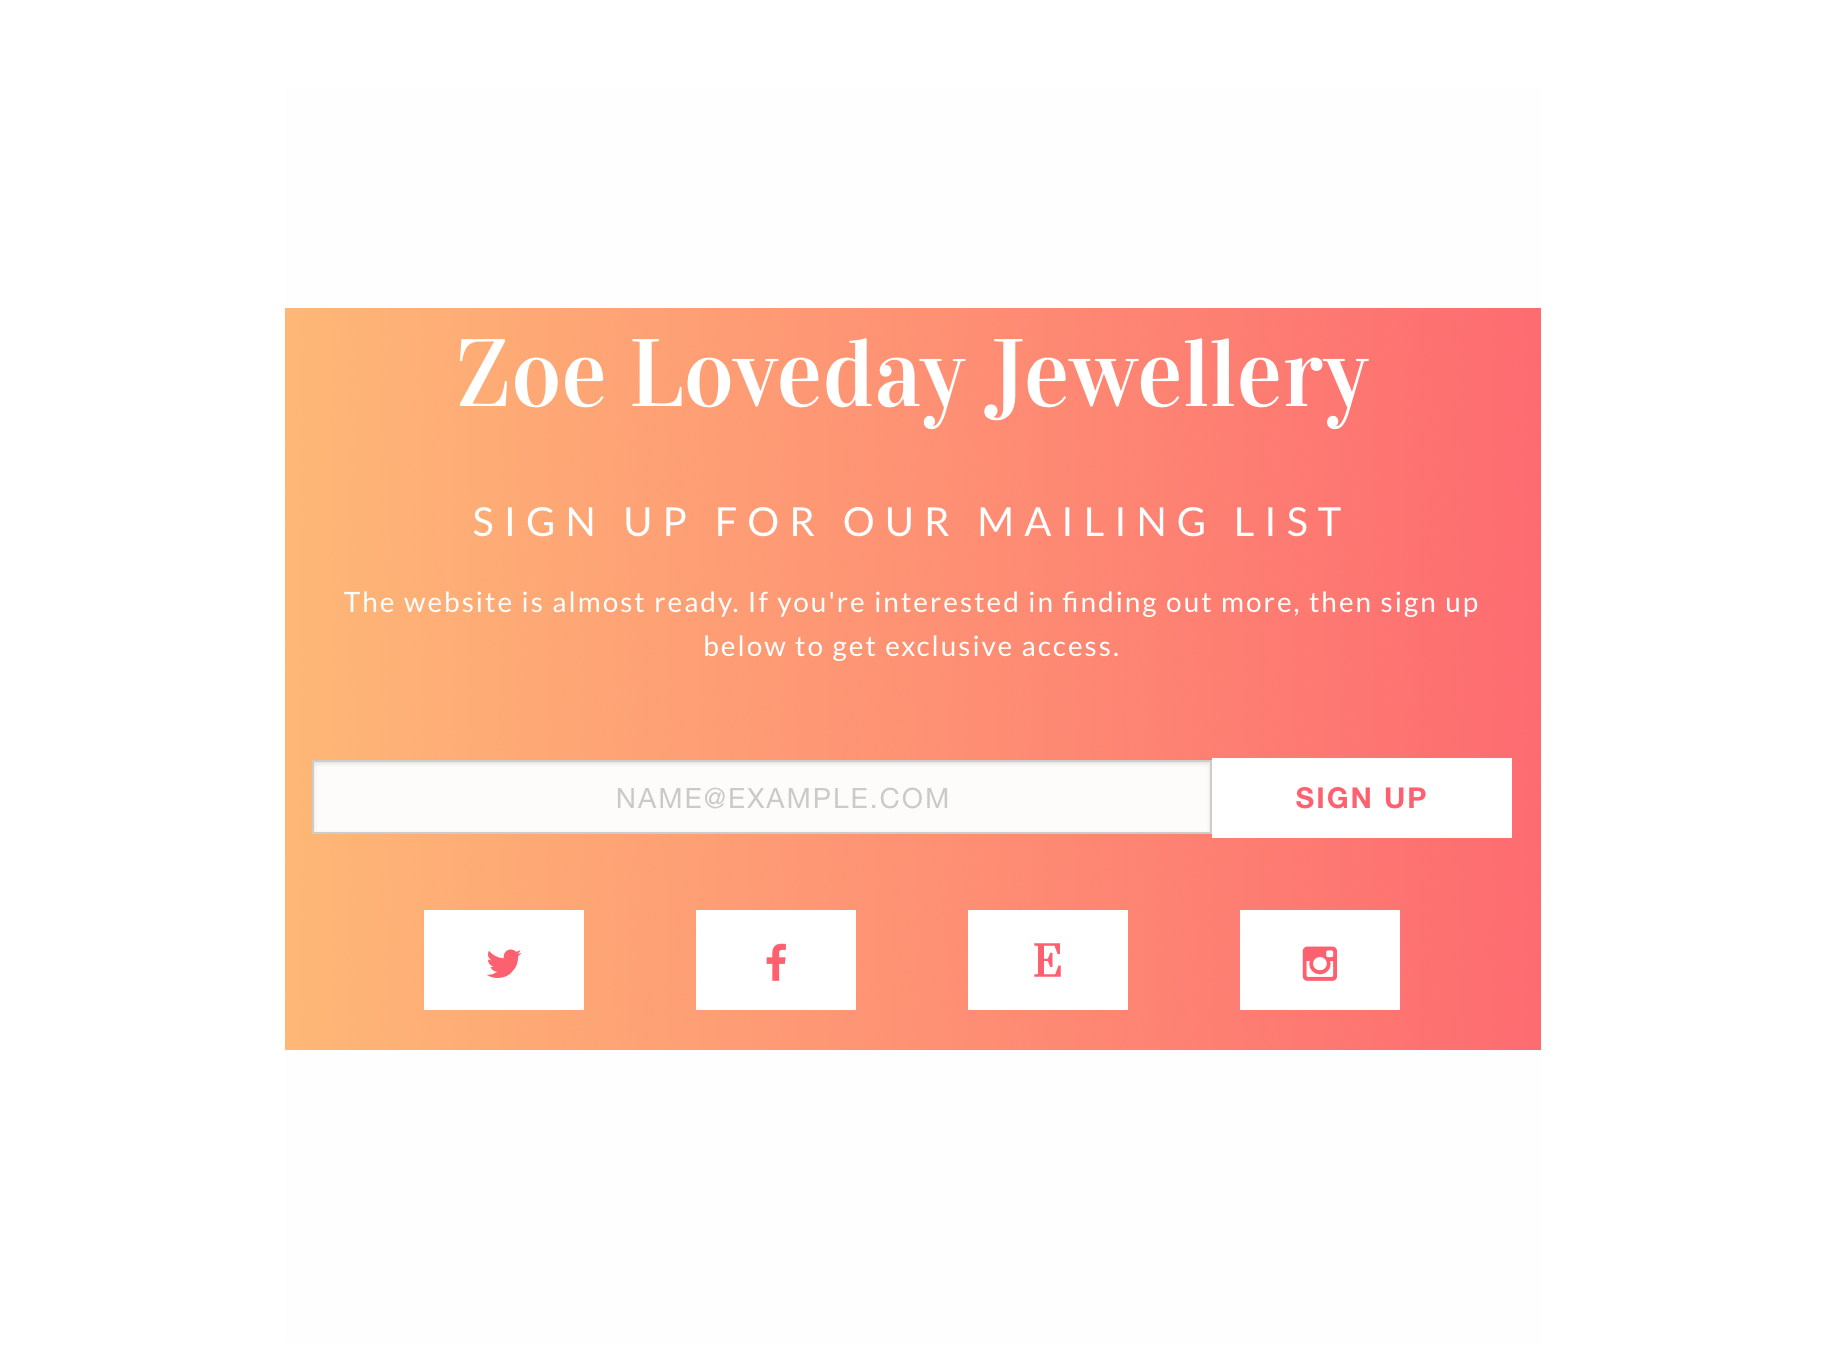 Zoe Loveday Jewellery
SIGN UP FOR OUR MAILING LIST
The website is almost ready. If you're interested in finding out more, then sign up
below to get exclusive access.
NAME@EXAMPLE.COM
SIGN UP
E